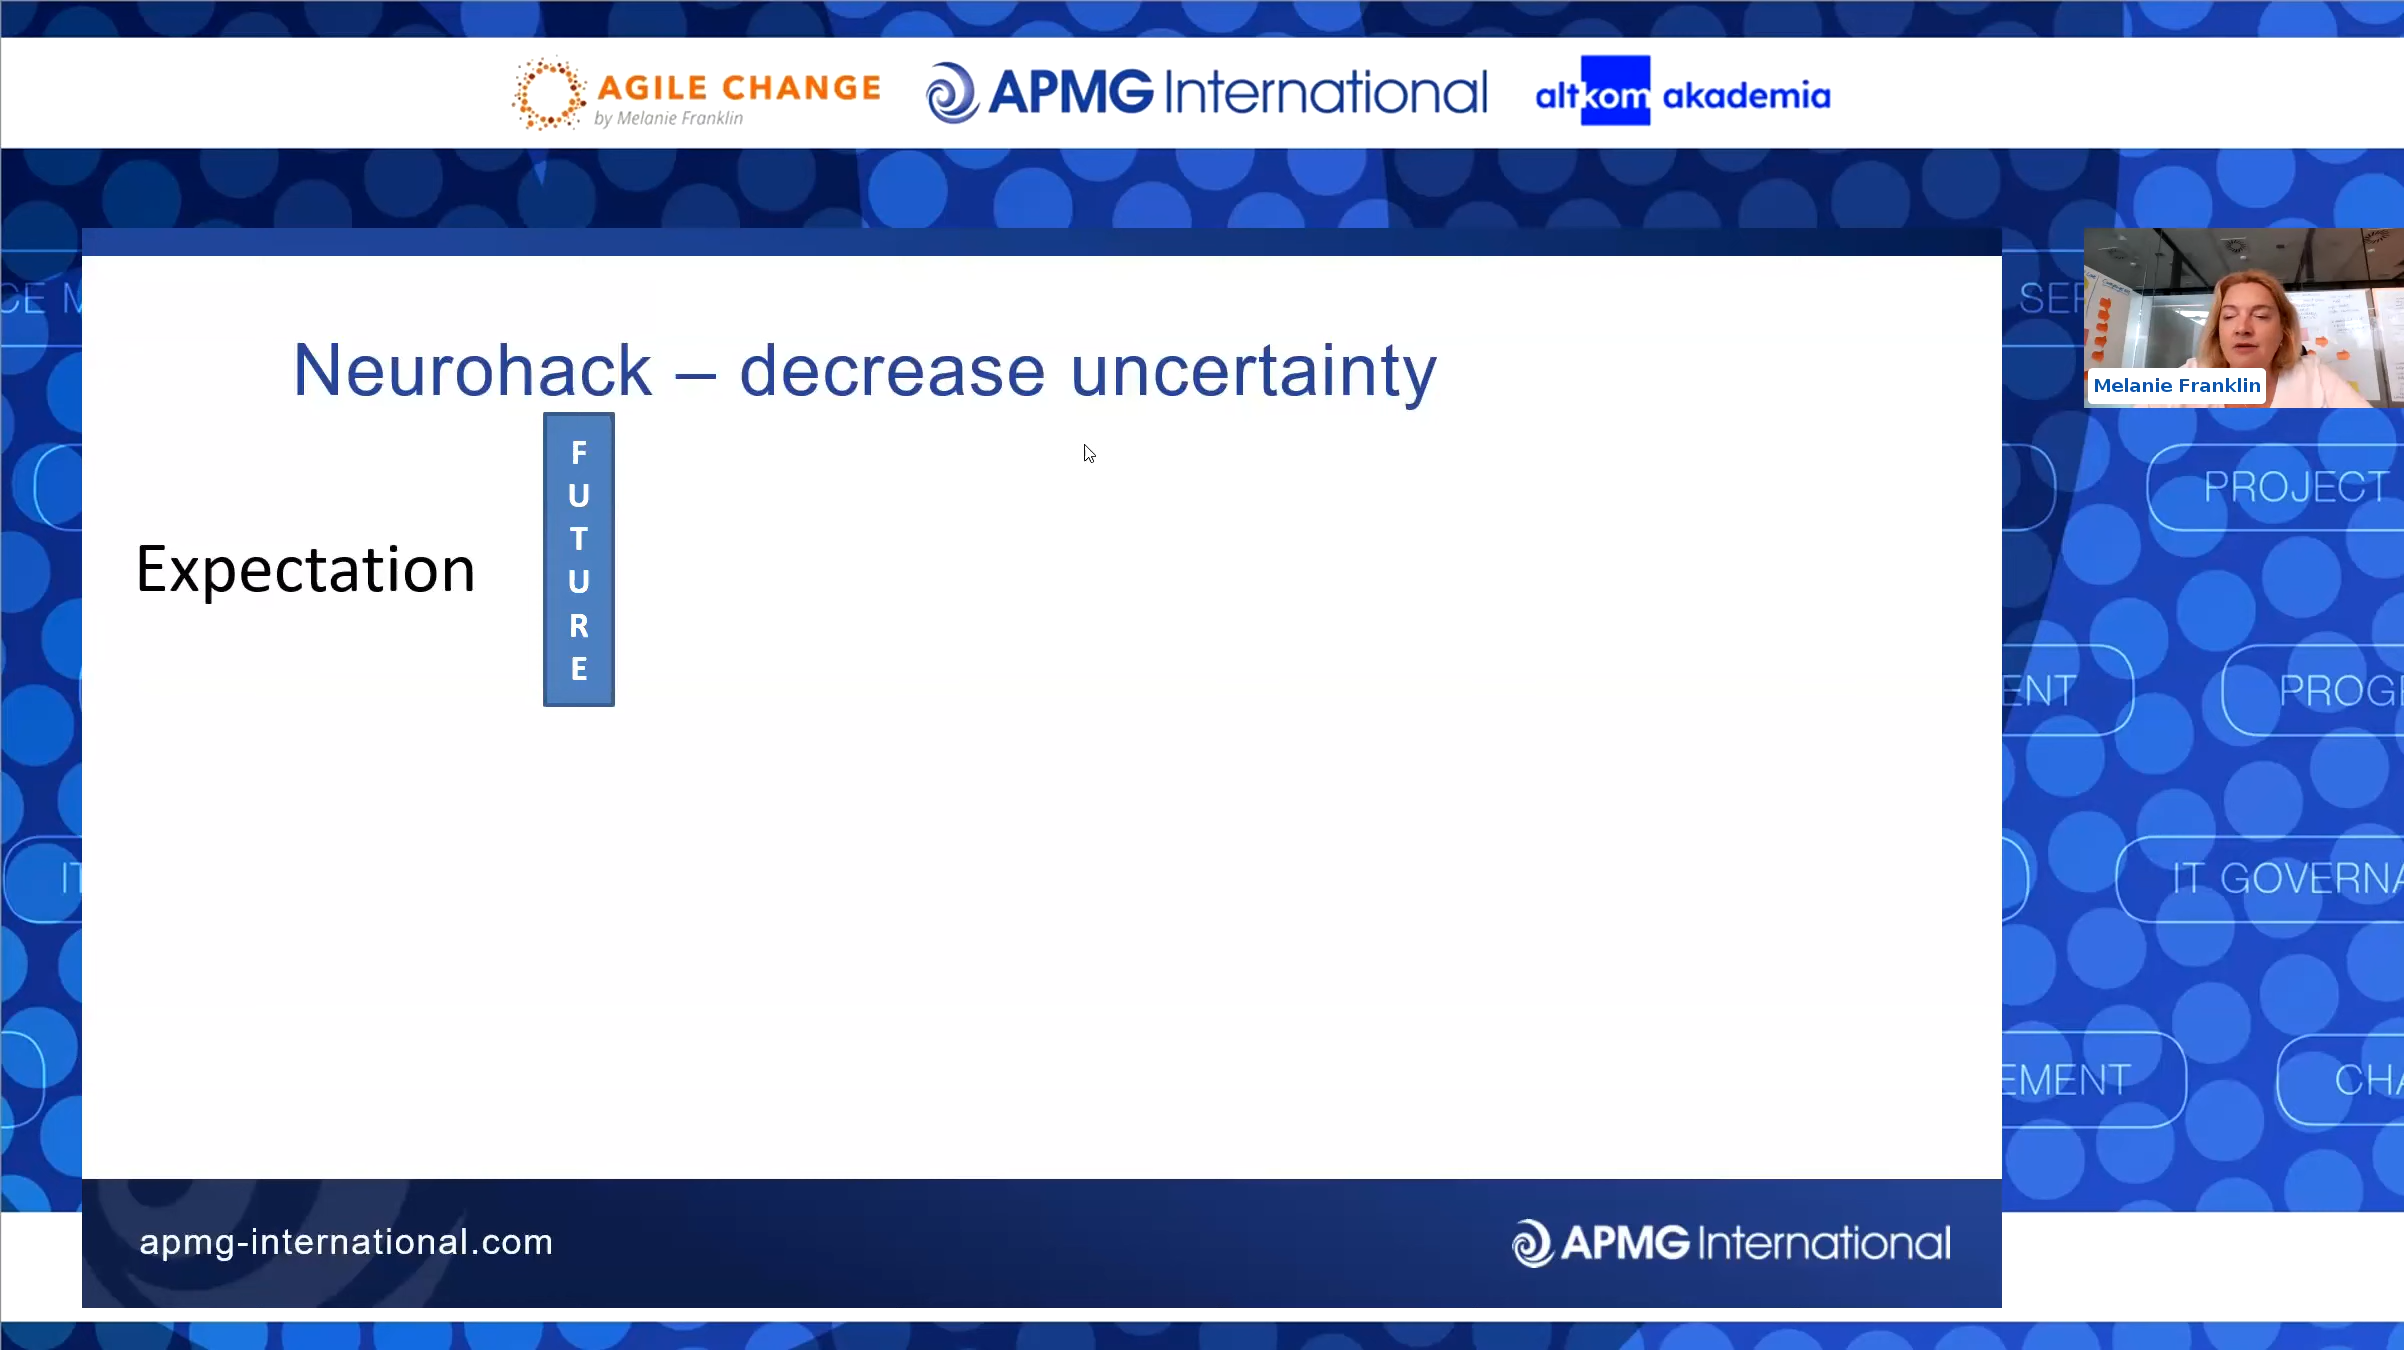 AGILE CHANGE
by Melanie Franklin
APMG International
altkom akademia
Neurohack – decrease uncertainty
Melanie Franklin
FUTURE
Expectation
PROJECT
IT GOVERNA
apmg-international.com
APMG International